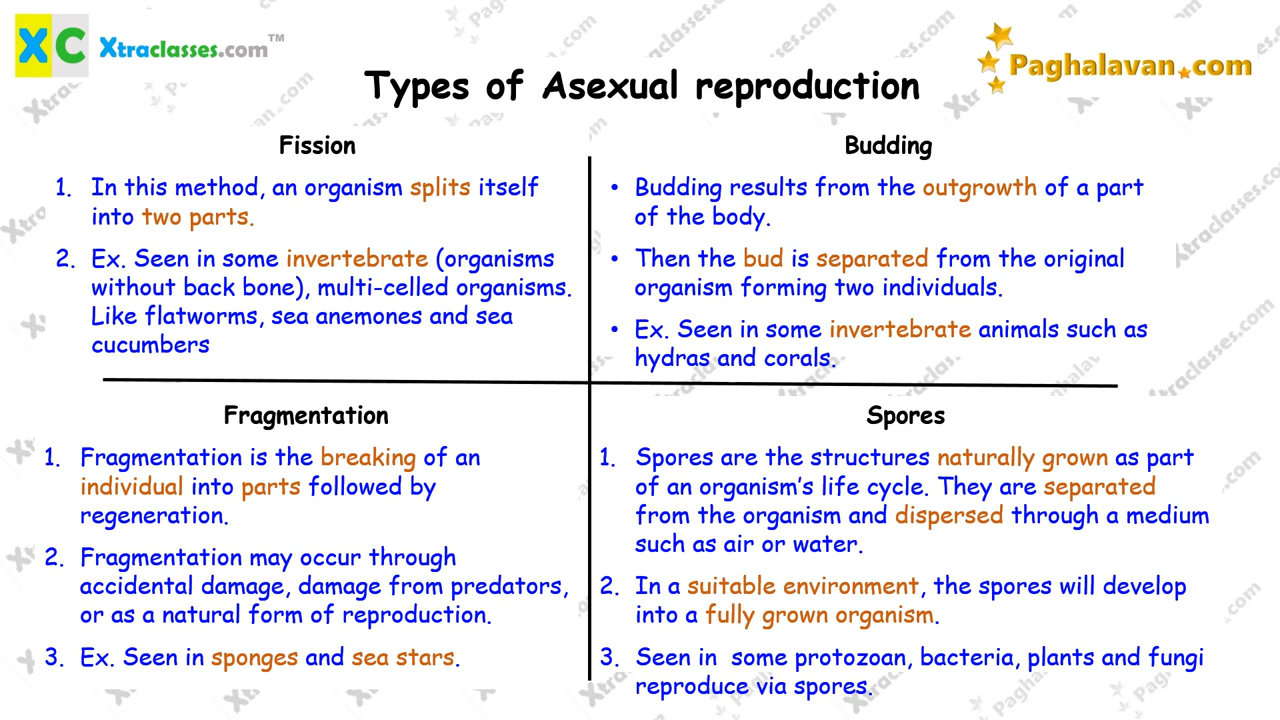 XC Xtraclasses.com™
Paghalavan.com
Types of Asexual reproduction
Fission
1. In this method, an organism splits itself
into two parts.
2. Ex. Seen in some invertebrate (organisms
without back bone), multi-celled organisms.
Like flatworms, sea anemones and sea
cucumbers
Budding
• Budding results from the outgrowth of a part
of the body.
• Then the bud is separated from the original
organism forming two individuals.
• Ex. Seen in some invertebrate animals such as
hydras and corals.
Fragmentation
1. Fragmentation is the breaking of an
individual into parts followed by
regeneration.
2. Fragmentation may occur through
accidental damage, damage from predators,
or as a natural form of reproduction.
3. Ex. Seen in sponges and sea stars.
Spores
1. Spores are the structures naturally grown as part
of an organism's life cycle. They are separated
from the organism and dispersed through a medium
such as air or water.
2. In a suitable environment, the spores will develop
into a fully grown organism.
3. Seen in some protozoan, bacteria, plants and fungi
reproduce via spores.